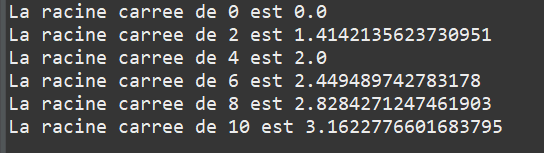 La racine carree de 0 est 0.0
La racine carree de 2 est 1.4142135623730951
La racine carree de 4 est 2.0
La racine carree de 6 est 2.449489742783178
La racine carree de 8 est 2.8284271247461903
La racine carree de 10 est 3.1622776601683795